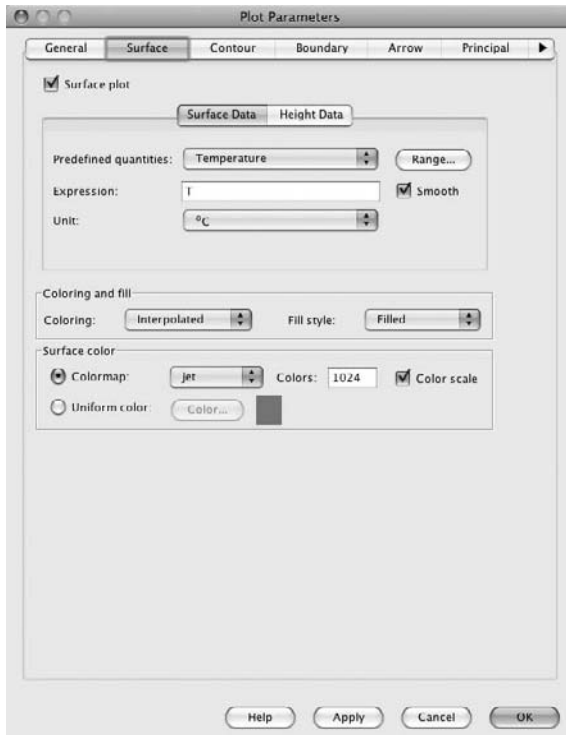 Plot Parameters
General Surface Contour Boundary Arrow Principal
Surface plot
Surface Data Height Data
Predefined quantities: Temperature Range...
Expression: T Smooth
Unit: °C
Coloring and fill
Coloring: Interpolated Fill style: Filled
Surface color
Colormap: jet Colors: 1024 Color scale
Uniform color: Color...
Help Apply Cancel OK